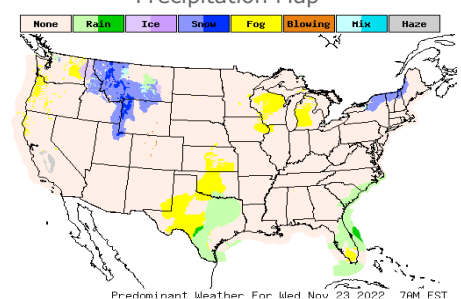 Precipitation Map
None Rain Ice Snow Fog Blowing Mix Haze
Predominant Weather For Wed Nov 23 2022 7AM EST